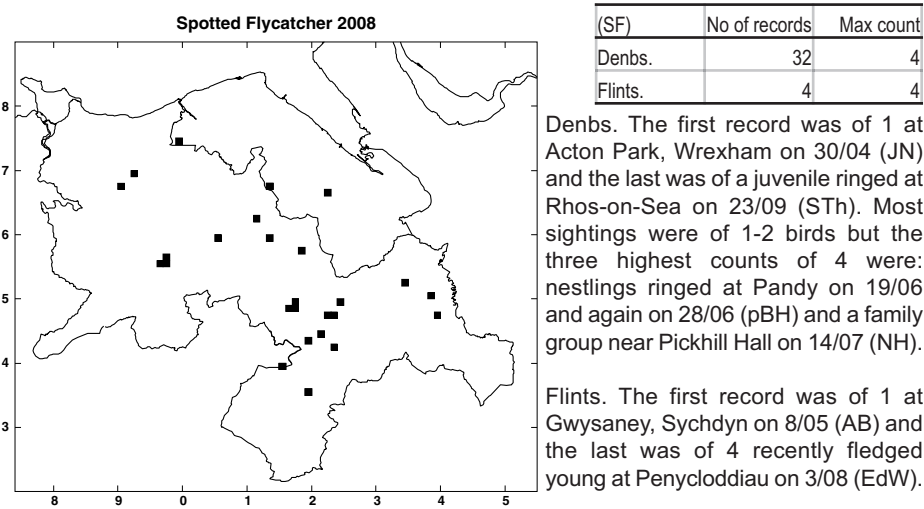 Spotted Flycatcher 2008
8
7
6
5
4
3
8 9 0 1 2 3 4 5
(SF) No of records Max count
Denbs. 32 4
Flints. 4 4
Denbs. The first record was of 1 at
Acton Park, Wrexham on 30/04 (JN)
and the last was of a juvenile ringed at
Rhos-on-Sea on 23/09 (STh). Most
sightings were of 1-2 birds but the
three highest counts of 4 were:
nestlings ringed at Pandy on 19/06
and again on 28/06 (pBH) and a family
group near Pickhill Hall on 14/07 (NH).
Flints. The first record was of 1 at
Gwysaney, Sychdyn on 8/05 (AB) and
the last was of 4 recently fledged
young at Penycloddiau on 3/08 (EdW).